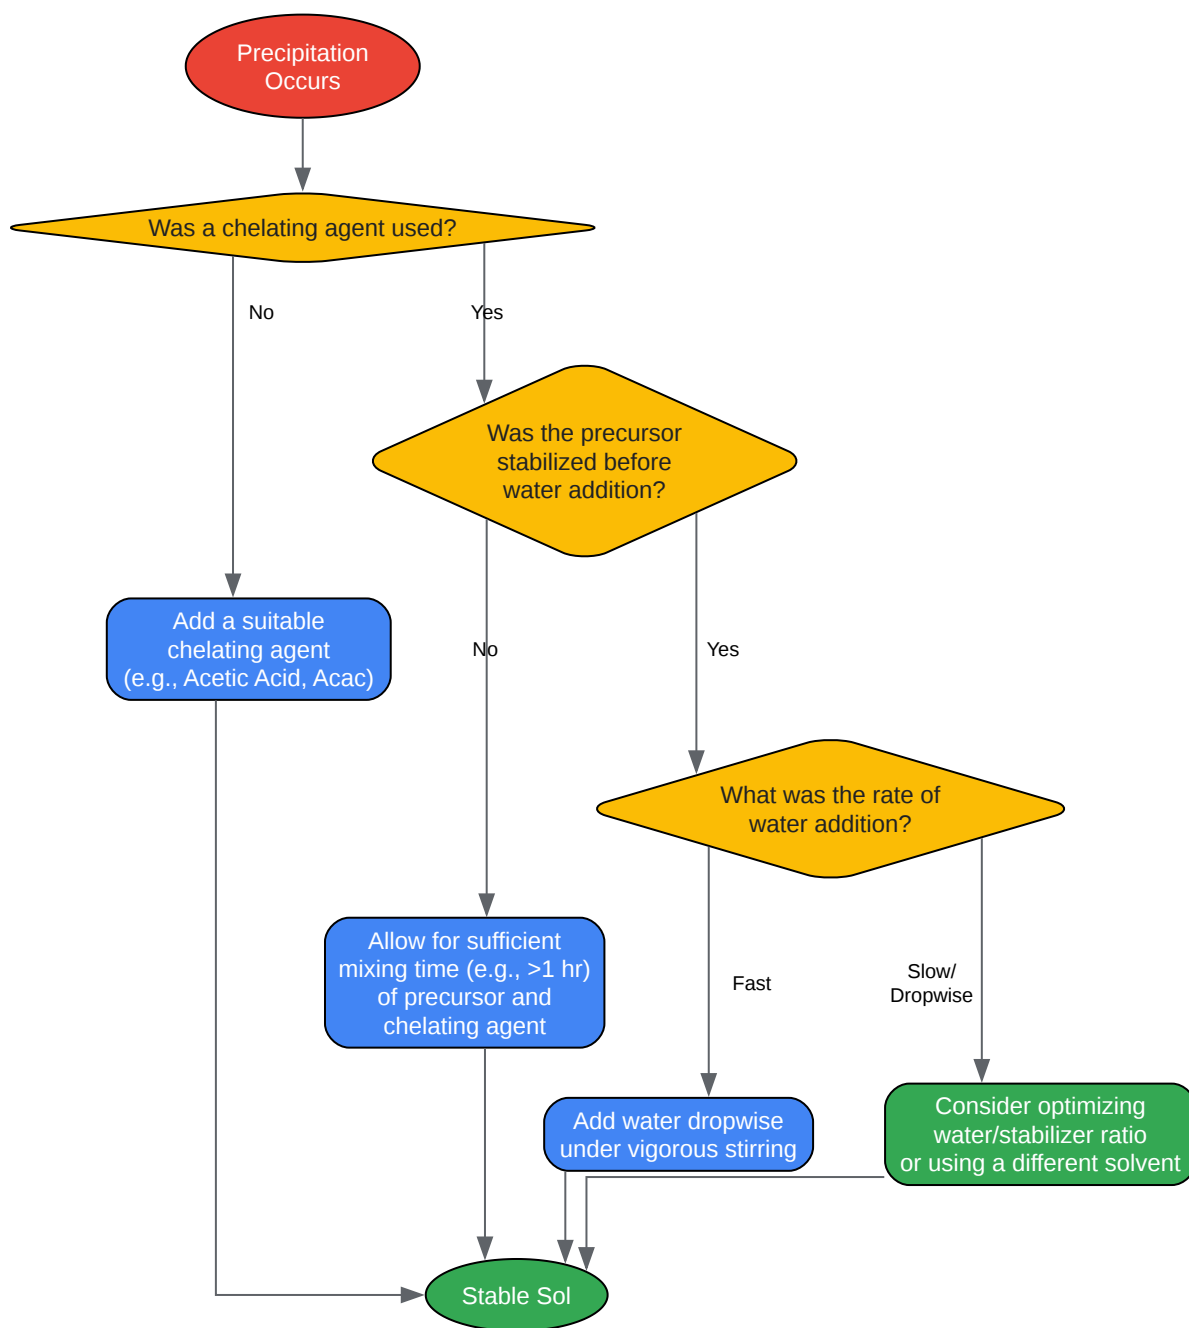 Precipitation
Occurs
Was a chelating agent used?
No
Yes
Was the precursor
stabilized before
water addition?
Add a suitable
chelating agent
(e.g., Acetic Acid, Acac)
No
Yes
What was the rate of
water addition?
Allow for sufficient
mixing time (e.g., >1 hr)
of precursor and
chelating agent
Fast
Slow/
Dropwise
Add water dropwise
under vigorous stirring
Consider optimizing
water/stabilizer ratio
or using a different solvent
Stable Sol